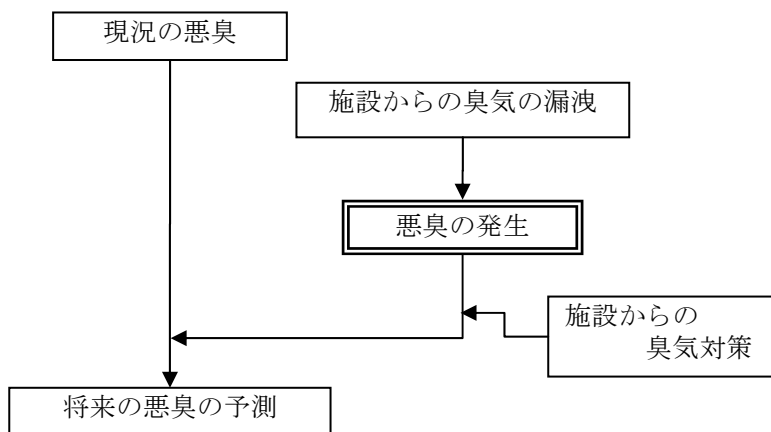 現況の悪臭
施設からの臭気の漏洩
悪臭の発生
施設からの
臭気対策
将来の悪臭の予測